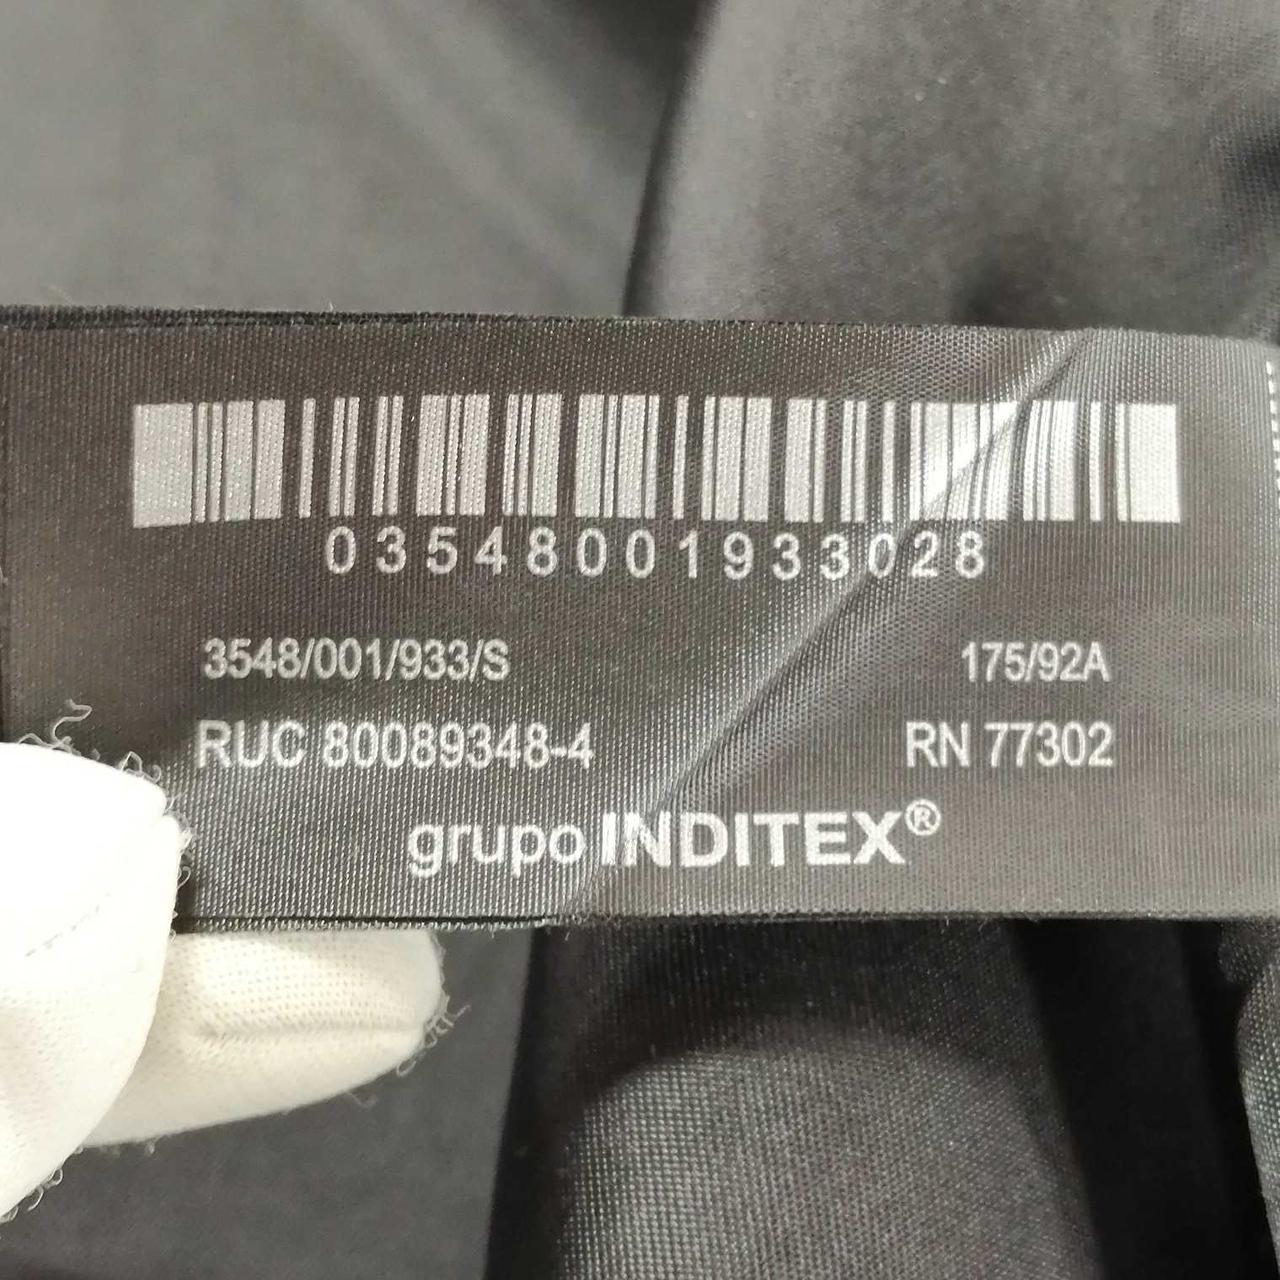 03548001933028
3548/001/933/S 175/92A
RUC 80089348-4 RN 77302
grupo INDITEX®